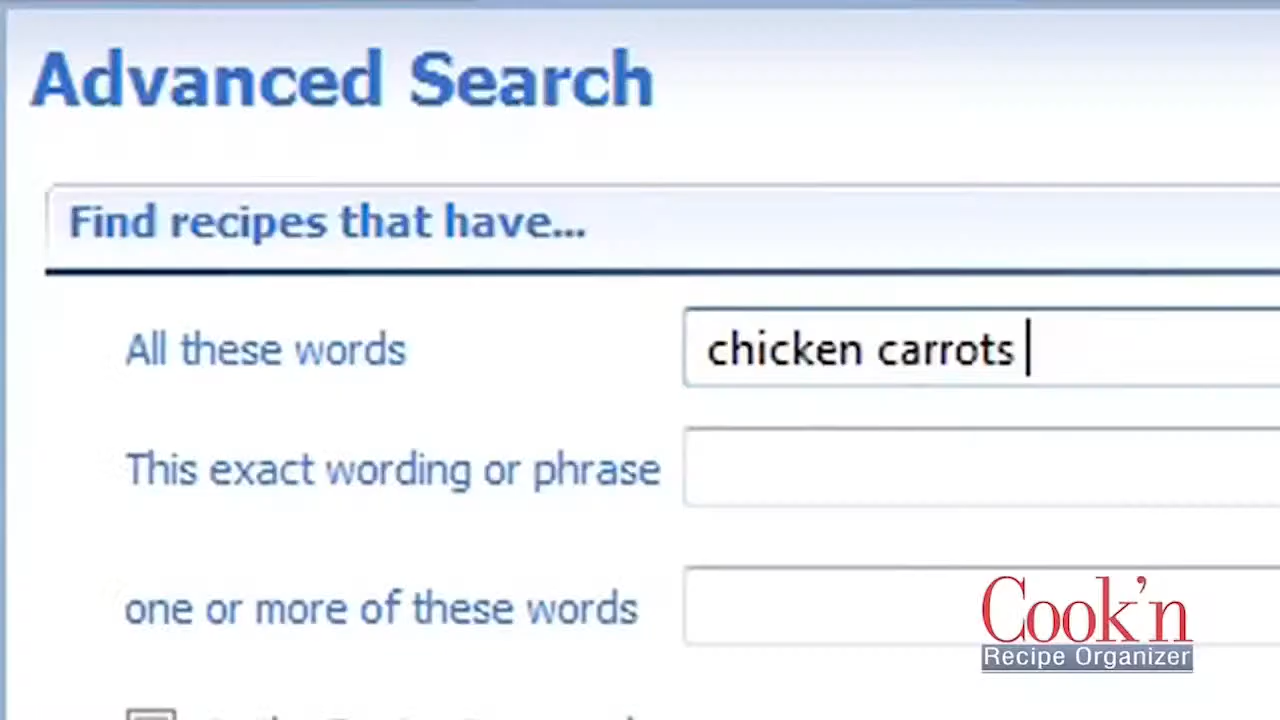 Advanced Search
Find recipes that have...
All these words
chicken carrots
This exact wording or phrase
one or more of these words
Cook'n
Recipe Organizer